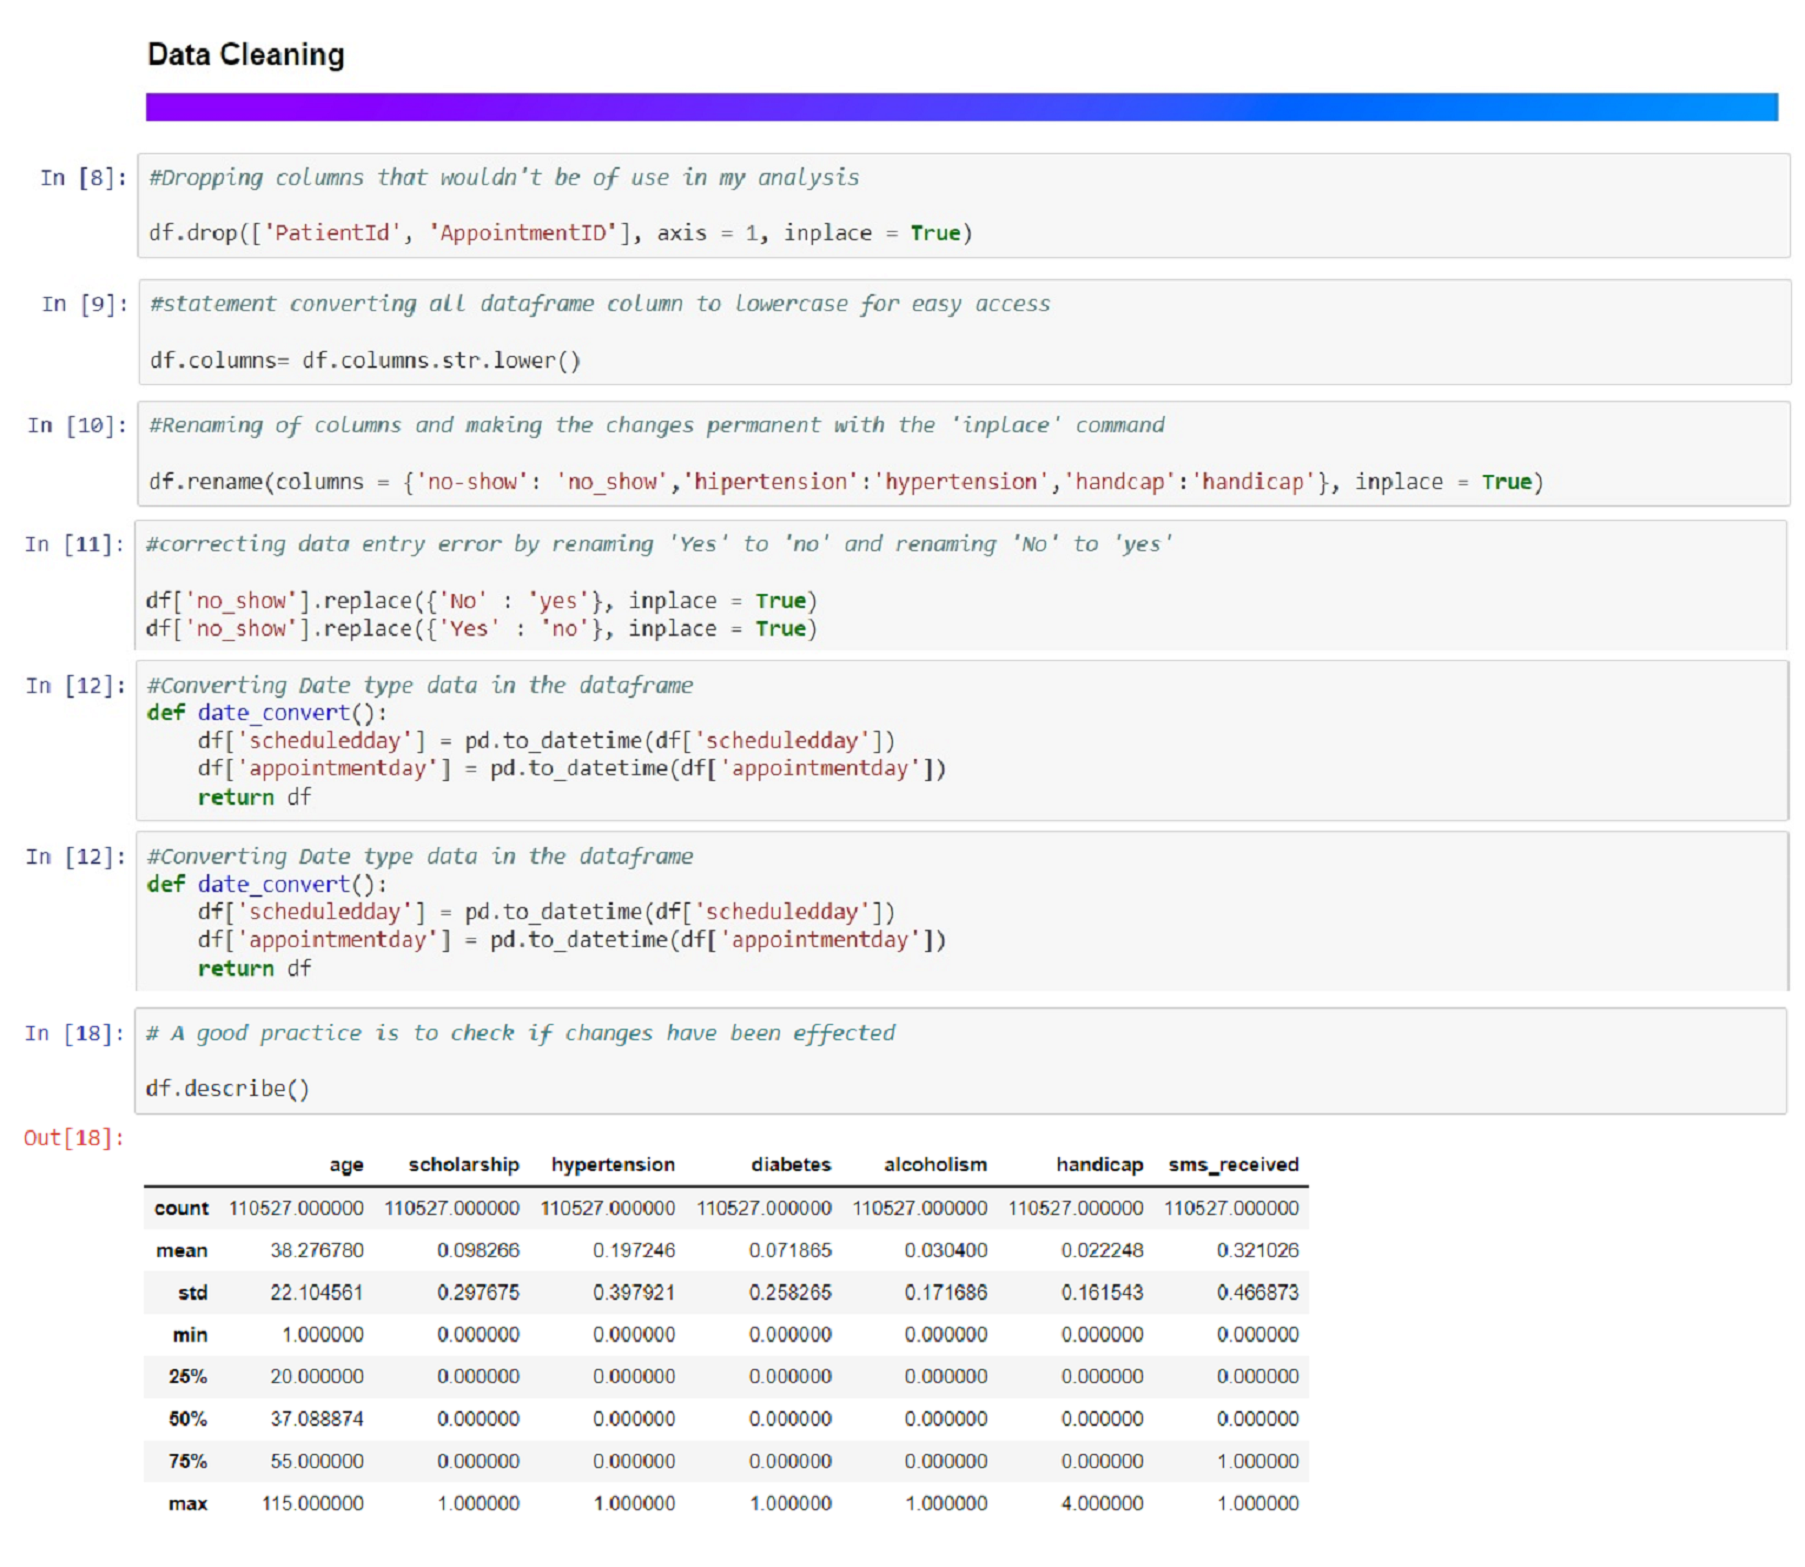 Data Cleaning
In [8]: #Dropping columns that wouldn't be of use in my analysis
df.drop(['PatientId', 'AppointmentID'], axis = 1, inplace = True)
In [9]: #statement converting all dataframe column to lowercase for easy access
df.columns= df.columns.str.lower()
In [10]: #Renaming of columns and making the changes permanent with the 'inplace' command
df.rename(columns = {'no-show': 'no_show','hipertension':'hypertension','handcap':'handicap'}, inplace = True)
In [11]: #correcting data entry error by renaming 'Yes' to 'no' and renaming 'No' to 'yes'
df['no_show'].replace({'No' : 'yes'}, inplace = True)
df['no_show'].replace({'Yes' : 'no'}, inplace = True)
In [12]: #Converting Date type data in the dataframe
def date_convert():
    df['scheduledday'] = pd.to_datetime(df['scheduledday'])
    df['appointmentday'] = pd.to_datetime(df['appointmentday'])
    return df
In [12]: #Converting Date type data in the dataframe
def date_convert():
    df['scheduledday'] = pd.to_datetime(df['scheduledday'])
    df['appointmentday'] = pd.to_datetime(df['appointmentday'])
    return df
In [18]: # A good practice is to check if changes have been effected
df.describe()
Out[18]:
age scholarship hypertension diabetes alcoholism handicap sms_received
count 110527.000000 110527.000000 110527.000000 110527.000000 110527.000000 110527.000000 110527.000000
mean 38.276780 0.098266 0.197246 0.071865 0.030400 0.022248 0.321026
std 22.104561 0.297675 0.397921 0.258265 0.171686 0.161543 0.466873
min 1.000000 0.000000 0.000000 0.000000 0.000000 0.000000 0.000000
25% 20.000000 0.000000 0.000000 0.000000 0.000000 0.000000 0.000000
50% 37.088874 0.000000 0.000000 0.000000 0.000000 0.000000 0.000000
75% 55.000000 0.000000 0.000000 0.000000 0.000000 0.000000 1.000000
max 115.000000 1.000000 1.000000 1.000000 1.000000 4.000000 1.000000